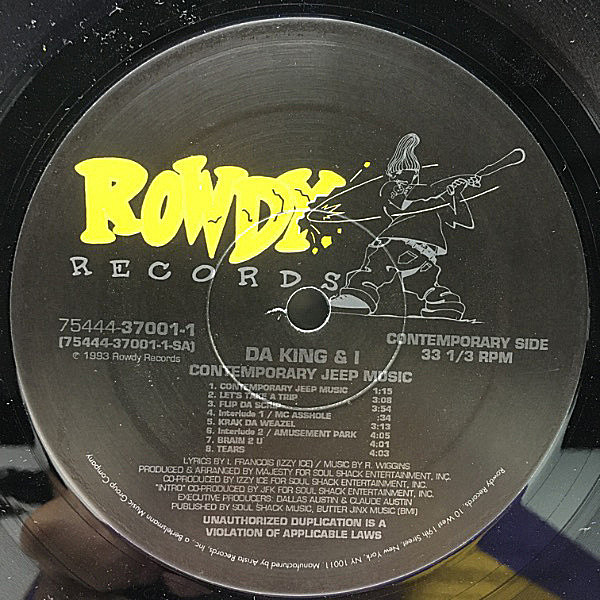 ROWDY
RECORDS
75444-37001-1
(75444-37001-1-SA)
℗ 1993 Rowdy Records
CONTEMPORARY SIDE
33 1/3 RPM
DA KING & I
CONTEMPORARY JEEP MUSIC
1. CONTEMPORARY JEEP MUSIC 1:15
2. LET'S TAKE A TRIP 3:08
3. FLIP DA SCRIP 3:54
4. Interlude 1 / MC ASSHOLE :34
5. KRAK DA WEAZEL 3:13
6. Interlude 2 / AMUSEMENT PARK 4:05
7. BRAIN 2 U 4:01
8. TEARS 4:03
LYRICS BY I. FRANCOIS (IZZY ICE) / MUSIC BY R. WIGGINS
PRODUCED & ARRANGED BY MAJESTY FOR SOUL SHACK ENTERTAINMENT, INC.
CO-PRODUCED BY IZZY ICE FOR SOUL SHACK ENTERTAINMENT, INC.
"INTRO" CO-PRODUCED BY JFK FOR SOUL SHACK ENTERTAINMENT, INC.
EXECUTIVE PRODUCERS: DALLAS AUSTIN & CLAUDE AUSTIN
PUBLISHED BY SOUL SHACK MUSIC, BUTTER JINX MUSIC (BMI)
UNAUTHORIZED DUPLICATION IS A
VIOLATION OF APPLICABLE LAWS
Rowdy Records, 10 West 19th Street, New York, NY 10011. Manufactured by Arista Records, Inc., a Bertelsmann Music Group Company.